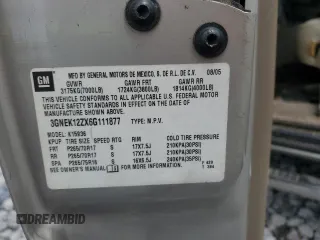 GM
MFD BY GENERAL MOTORS DE MEXICO, S. DE R.L. DE C.V. 08/05
GVWR GAWR FRT GAWR RR
3175KG(7000LB) 1724KG(3800LB) 1814KG(4000LB)
THIS VEHICLE CONFORMS TO ALL APPLICABLE U.S. FEDERAL MOTOR
VEHICLE SAFETY STANDARDS IN EFFECT ON THE DATE OF
MANUFACTURE SHOWN ABOVE.
3GNEK12ZX6G111877 TYPE: M.P.V.
MODEL: K15936
KPUP TIRE SIZE SPEED RTG RIM COLD TIRE PRESSURE
FRT P265/70R17 S 17X7.5J 210KPA(30PSI)
RR P265/70R17 S 17X7.5J 210KPA(30PSI)
SPA P265/70R16 S 16X6.5J 240KPA(35PSI)
SEE OWNER'S MANUAL
AUTOBIDMASTER